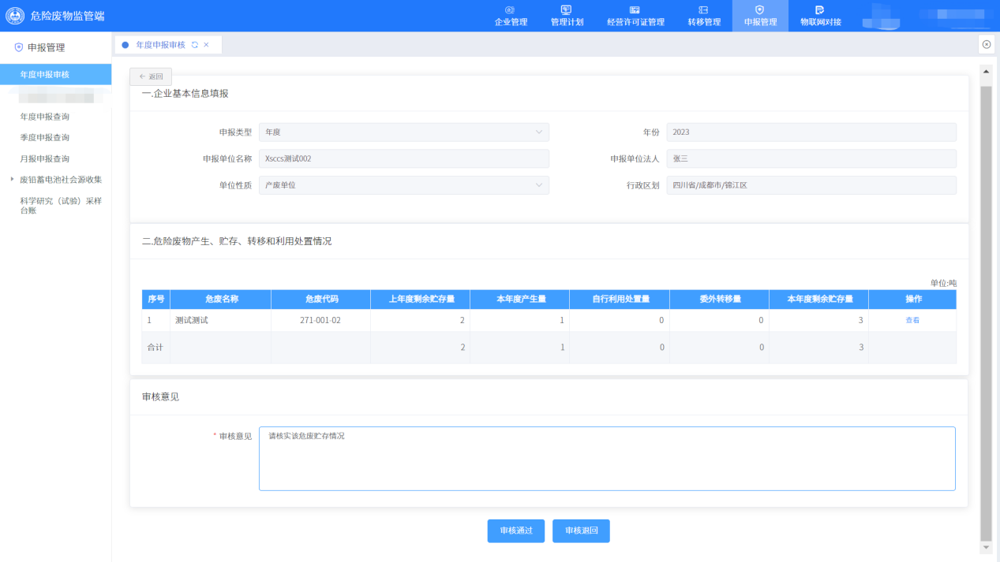 危险废物监管端
企业管理 管理计划 经营许可证管理 转移管理 申报管理 物联网对接
申报管理
年度申报审核
年度申报审核
年度申报查询
季度申报查询
月报申报查询
废铅蓄电池社会源收集
科学研究（试验）采样
台账
返回
一.企业基本信息填报
申报类型 年度 年份 2023
申报单位名称 Xsccs测试002 申报单位法人 张三
单位性质 产废单位 行政区划 四川省/成都市/锦江区
二.危险废物产生、贮存、转移和利用处置情况
单位:吨
序号 危废名称 危废代码 上年度剩余贮存量 本年度产生量 自行利用处置量 委外转移量 本年度剩余贮存量 操作
1 测试测试 271-001-02 2 1 0 0 3 查看
合计 2 1 0 0 3
审核意见
* 审核意见 请核实该危废贮存情况
审核通过 审核退回